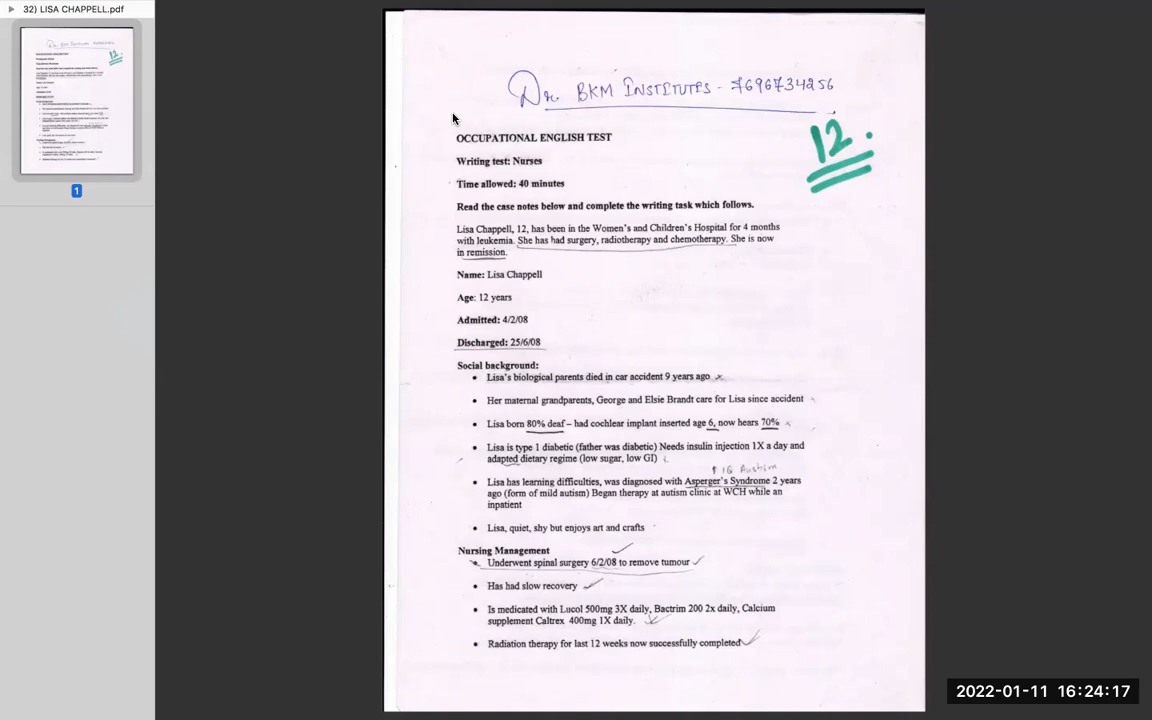 32) LISA CHAPPELL.pdf
1
Dr. BKM INSTITUTES - 7696734256
12.
OCCUPATIONAL ENGLISH TEST
Writing test: Nurses
Time allowed: 40 minutes
Read the case notes below and complete the writing task which follows.
Lisa Chappell, 12, has been in the Women's and Children's Hospital for 4 months
with leukemia. She has had surgery, radiotherapy and chemotherapy. She is now
in remission.
Name: Lisa Chappell
Age: 12 years
Admitted: 4/2/08
Discharged: 25/6/08
Social background:
• Lisa's biological parents died in car accident 9 years ago
• Her maternal grandparents, George and Elsie Brandt care for Lisa since accident
• Lisa born 80% deaf – had cochlear implant inserted age 6, now hears 70%
• Lisa is type 1 diabetic (father was diabetic) Needs insulin injection 1X a day and
adapted dietary regime (low sugar, low GI)
Autism
• Lisa has learning difficulties, was diagnosed with Asperger's Syndrome 2 years
ago (form of mild autism) Began therapy at autism clinic at WCH while an
inpatient
• Lisa, quiet, shy but enjoys art and crafts
Nursing Management
• Underwent spinal surgery 6/2/08 to remove tumour
• Has had slow recovery
• Is medicated with Lucol 500mg 3X daily, Bactrim 200 2x daily, Calcium
supplement Caltrex 400mg 1X daily.
• Radiation therapy for last 12 weeks now successfully completed
2022-01-11 16:24:17